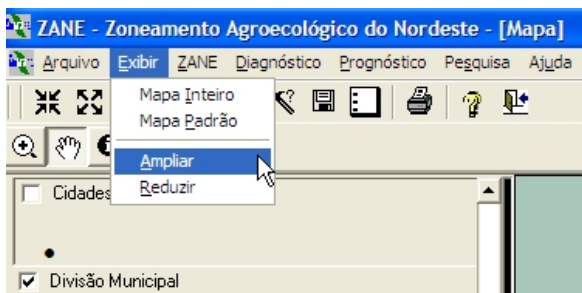 ZANE - Zoneamento Agroecológico do Nordeste - [Mapa]
Arquivo Exibir ZANE Diagnóstico Prognóstico Pesquisa Ajuda
Mapa Inteiro
Mapa Padrão
Ampliar
Reduzir
Cidades
Divisão Municipal